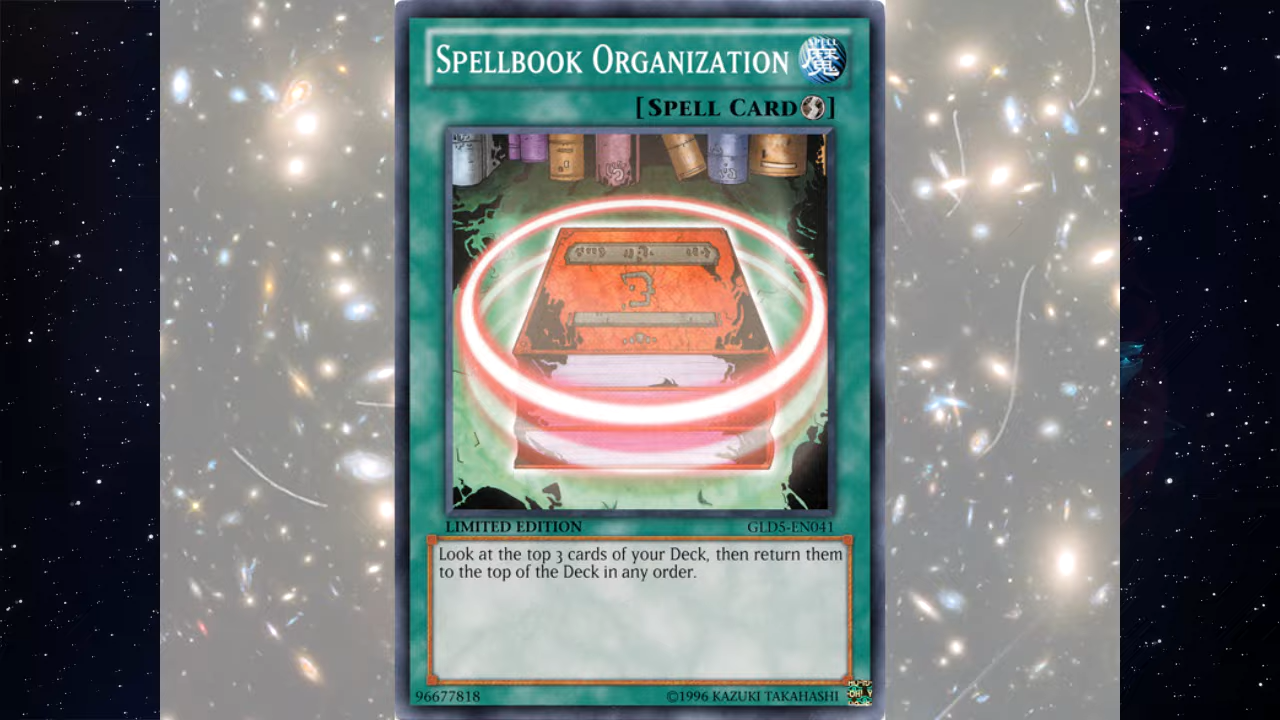 SPELLBOOK ORGANIZATION
SPELL
魔
[SPELL CARD]
LIMITED EDITION GLD5-EN041
Look at the top 3 cards of your Deck, then return them
to the top of the Deck in any order.
96677818 ©1996 KAZUKI TAKAHASHI